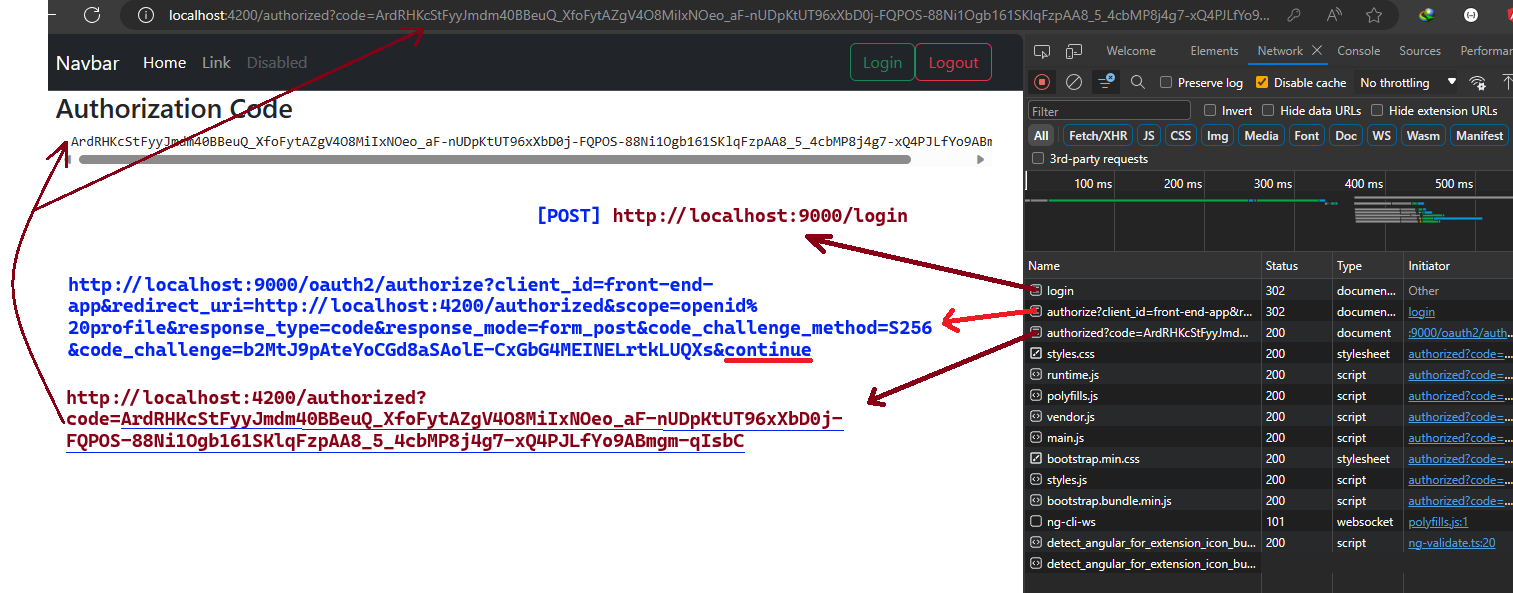 localhost:4200/authorized?code=ArdRHKcStFyyJmdm40BBeuQ_XfoFytAZgV4O8MiIxNOeo_aF-nUDpKtUT96xXbD0j-FQPOS-88Ni1Ogb161SKlqFzpAA8_5_4cbMP8j4g7-xQ4PJLfYo9...
Navbar Home Link Disabled Login Logout
Authorization Code
ArdRHKcStFyyJmdm40BBeuQ_XfoFytAZgV4O8MiIxNOeo_aF-nUDpKtUT96xXbD0j-FQPOS-88Ni1Ogb161SKlqFzpAA8_5_4cbMP8j4g7-xQ4PJLfYo9ABm
[POST] http://localhost:9000/login
http://localhost:9000/oauth2/authorize?client_id=front-end-
app&redirect_uri=http://localhost:4200/authorized&scope=openid%
20profile&response_type=code&response_mode=form_post&code_challenge_method=S256
&code_challenge=b2MtJ9pAteYoCGd8aSAolE-CxGbG4MEINELrtkLUQXs&continue
http://localhost:4200/authorized?
code=ArdRHKcStFyyJmdm40BBeuQ_XfoFytAZgV4O8MiIxNOeo_aF-nUDpKtUT96xXbD0j-
FQPOS-88Ni1Ogb161SKlqFzpAA8_5_4cbMP8j4g7-xQ4PJLfYo9ABmgm-qIsbC
Welcome Elements Network Console Sources Performan
Preserve log Disable cache No throttling
Filter Invert Hide data URLs Hide extension URLs
All Fetch/XHR JS CSS Img Media Font Doc WS Wasm Manifest
3rd-party requests
100 ms 200 ms 300 ms 400 ms 500 ms
Name Status Type Initiator
login 302 documen... Other
authorize?client_id=front-end-app&r... 302 documen... login
authorized?code=ArdRHKcStFyyJmd... 200 document :9000/oauth2/auth...
styles.css 200 stylesheet authorized?code=...
runtime.js 200 script authorized?code=...
polyfills.js 200 script authorized?code=...
vendor.js 200 script authorized?code=...
main.js 200 script authorized?code=...
bootstrap.min.css 200 stylesheet authorized?code=...
styles.js 200 script authorized?code=...
bootstrap.bundle.min.js 200 script authorized?code=...
ng-cli-ws 101 websocket polyfills.js:1
detect_angular_for_extension_icon_bu... 200 script ng-validate.ts:20
detect_angular_for_extension_icon_bu...